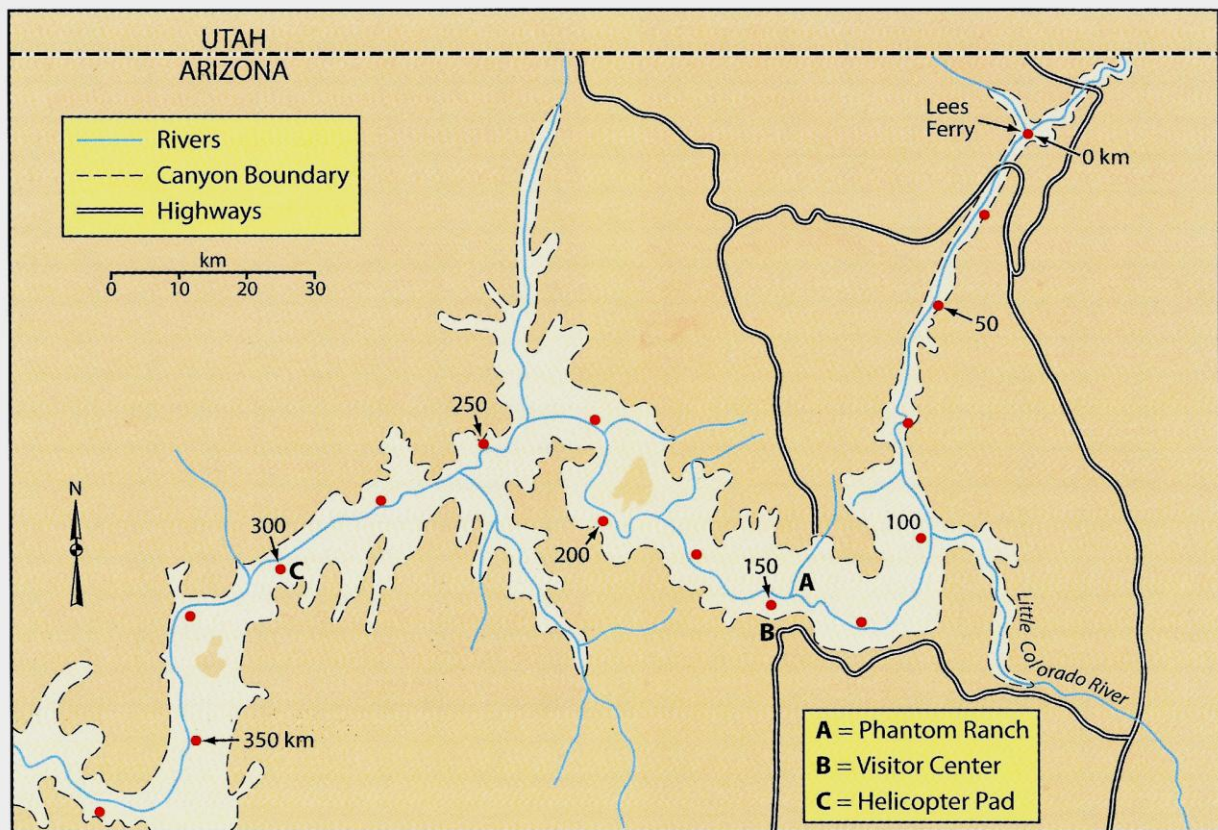 UTAH
ARIZONA
Rivers
Canyon Boundary
Highways
km
0 10 20 30
Lees
Ferry
0 km
50
250
N
100
300
200
150
A
C
B
Little Colorado River
350 km
A = Phantom Ranch
B = Visitor Center
C = Helicopter Pad